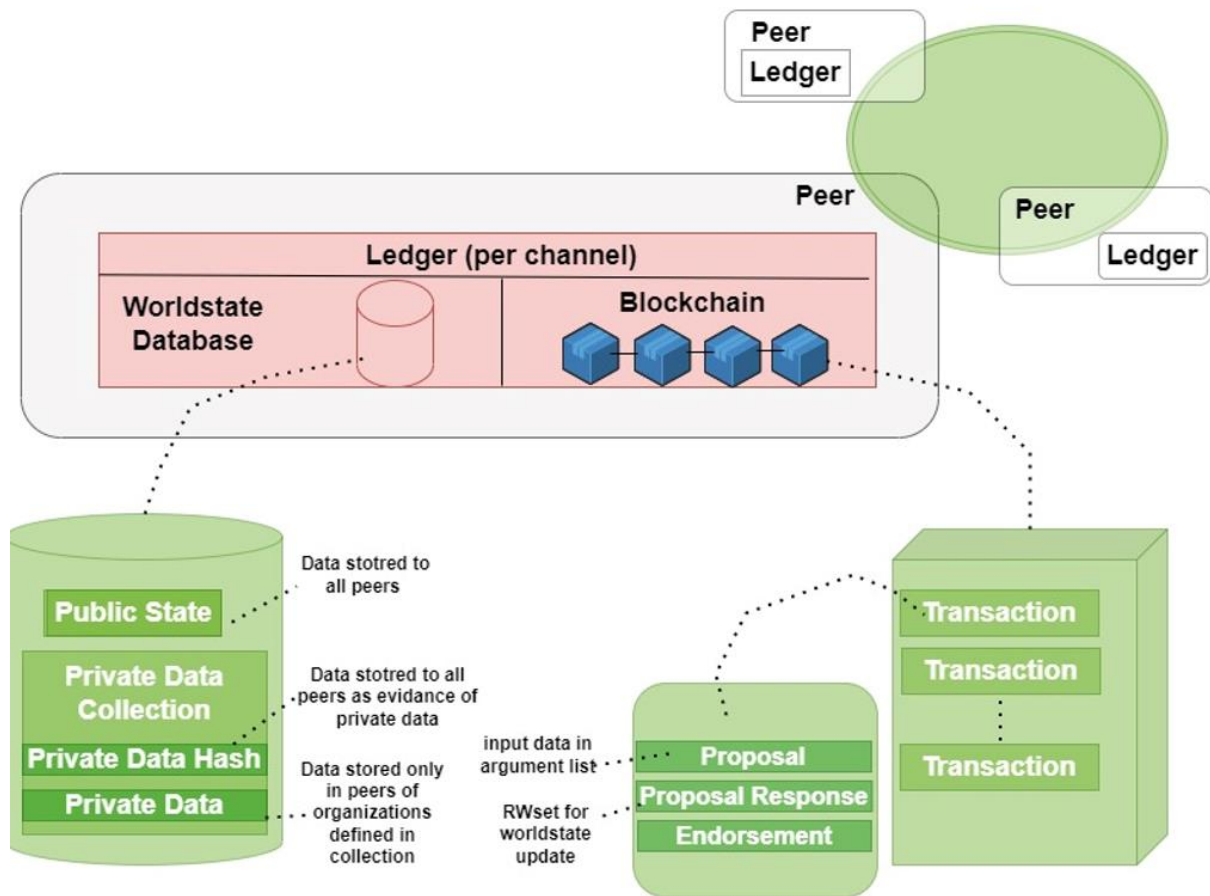 Peer
Ledger
Peer
Peer
Ledger
Ledger (per channel)
Worldstate
Database
Blockchain
Data stotred to
all peers
Public State
Private Data
Collection
Data stotred to all
peers as evidance of
private data
Private Data Hash
Data stored only
in peers of
organizations
defined in
collection
Private Data
Transaction
Transaction
Transaction
input data in
argument list
Proposal
RWset for
worldstate
update
Proposal Response
Endorsement